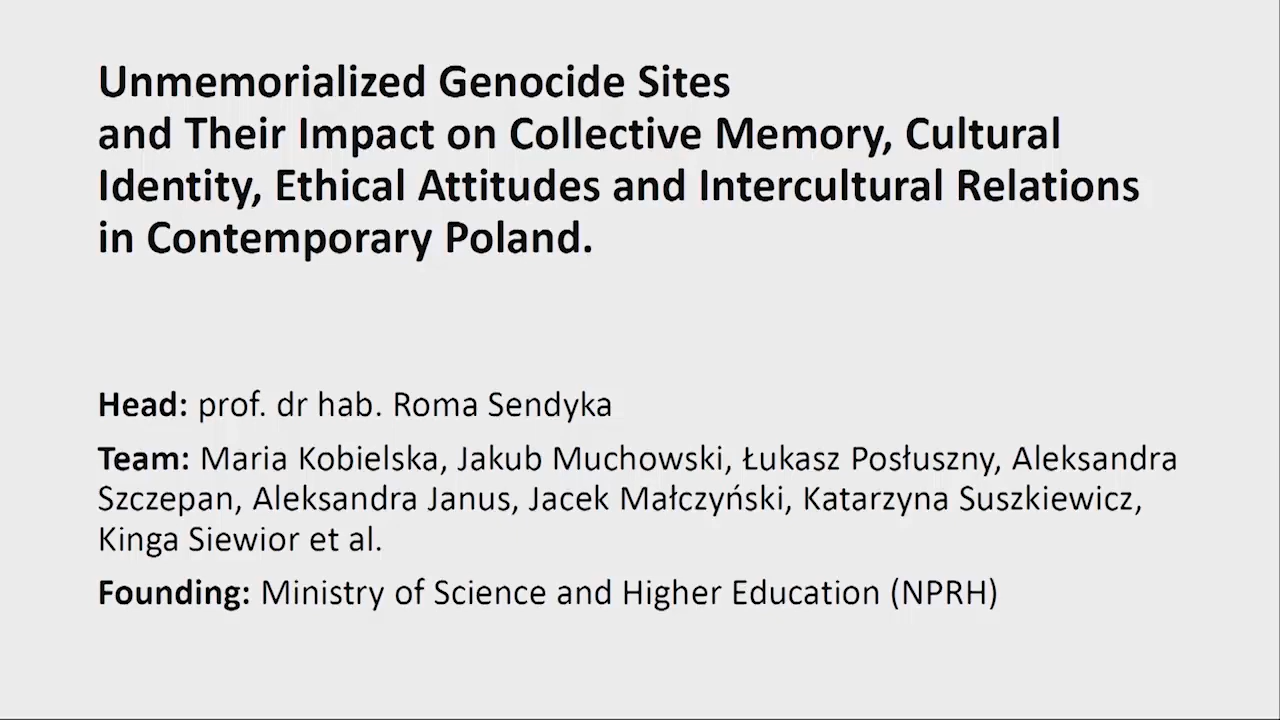 Unmemorialized Genocide Sites
and Their Impact on Collective Memory, Cultural
Identity, Ethical Attitudes and Intercultural Relations
in Contemporary Poland.
Head: prof. dr hab. Roma Sendyka
Team: Maria Kobielska, Jakub Muchowski, Łukasz Posłuszny, Aleksandra
Szczepan, Aleksandra Janus, Jacek Małczyński, Katarzyna Suszkiewicz,
Kinga Siewior et al.
Founding: Ministry of Science and Higher Education (NPRH)